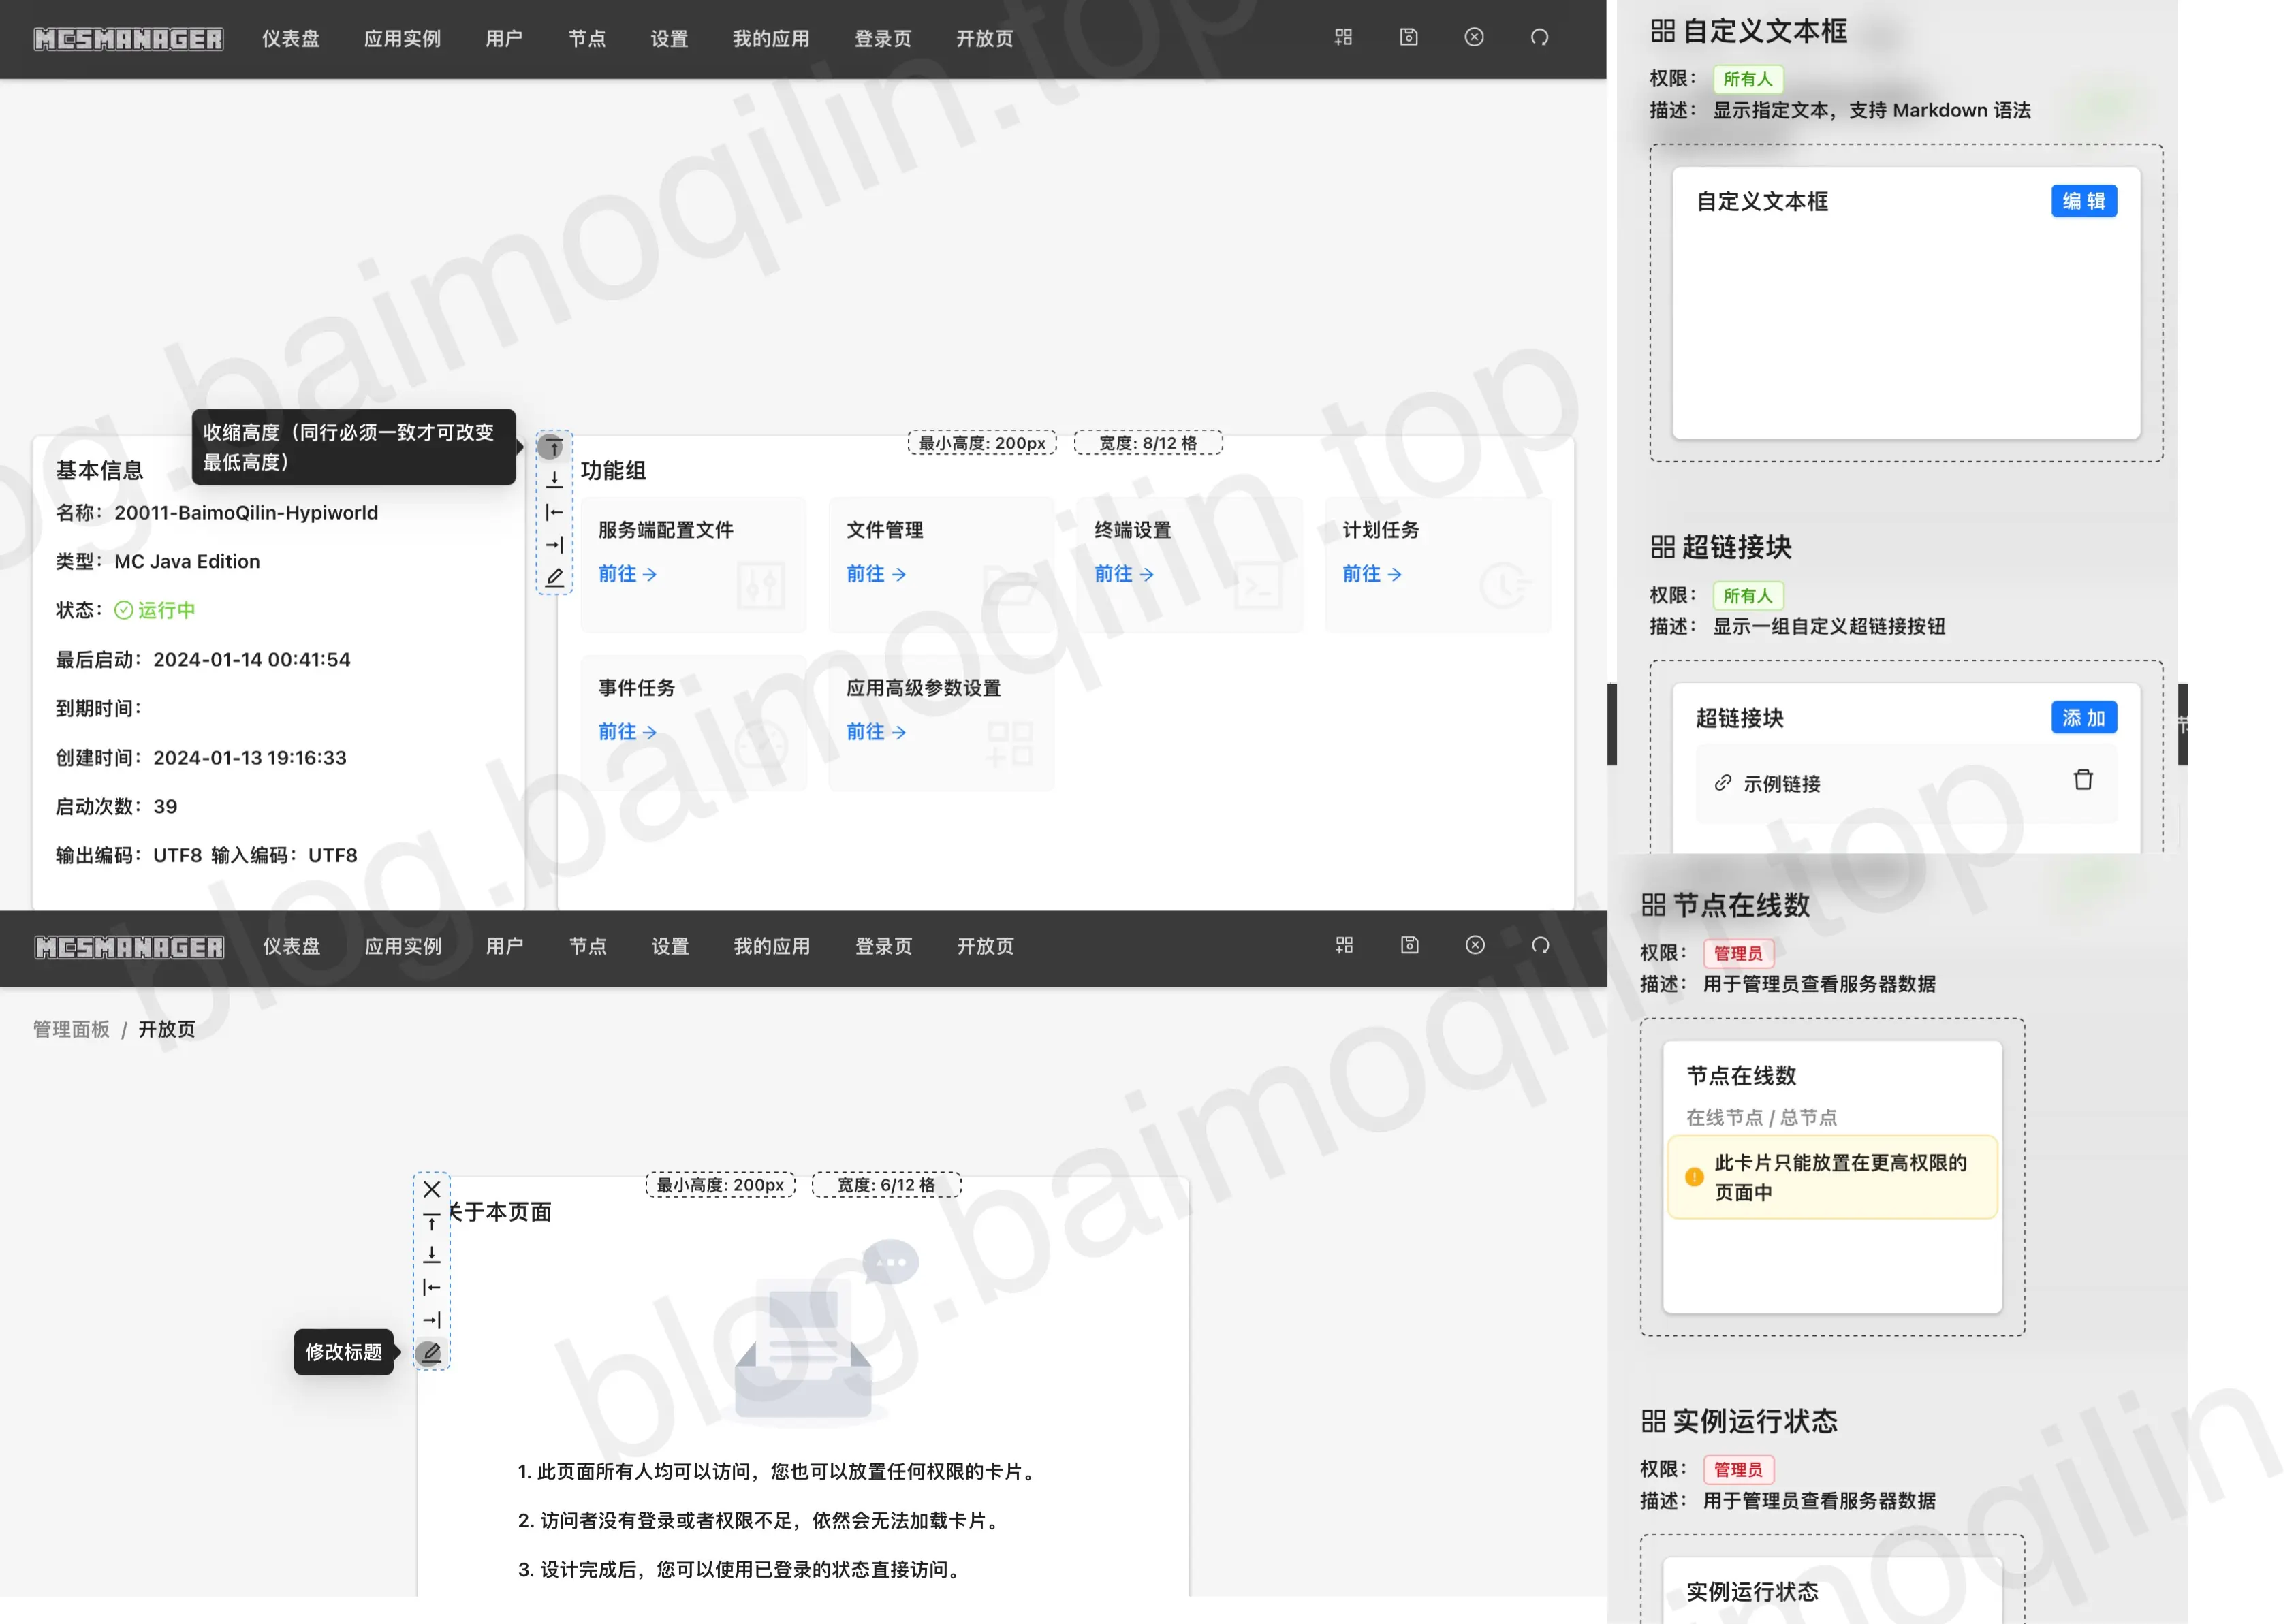 MCSMANAGER 仪表盘 应用实例 用户 节点 设置 我的应用 登录页 开放页
收缩高度（同行必须一致才可改变
最低高度）
最小高度: 200px 宽度: 8/12 格
基本信息
名称：20011-BaimoQilin-Hypiworld
类型：MC Java Edition
状态：运行中
最后启动：2024-01-14 00:41:54
到期时间：
创建时间：2024-01-13 19:16:33
启动次数：39
输出编码：UTF8 输入编码：UTF8
功能组
服务端配置文件
前往
文件管理
前往
终端设置
前往
计划任务
前往
事件任务
前往
应用高级参数设置
前往
MCSMANAGER 仪表盘 应用实例 用户 节点 设置 我的应用 登录页 开放页
管理面板 / 开放页
最小高度: 200px 宽度: 6/12 格
关于本页面
修改标题
1. 此页面所有人均可以访问，您也可以放置任何权限的卡片。
2. 访问者没有登录或者权限不足，依然会无法加载卡片。
3. 设计完成后，您可以使用已登录的状态直接访问。
自定义文本框
权限： 所有人
描述： 显示指定文本，支持 Markdown 语法
自定义文本框 编 辑
超链接块
权限： 所有人
描述： 显示一组自定义超链接按钮
超链接块 添 加
示例链接
节点在线数
权限： 管理员
描述： 用于管理员查看服务器数据
节点在线数
在线节点 / 总节点
此卡片只能放置在更高权限的
页面中
实例运行状态
权限： 管理员
描述： 用于管理员查看服务器数据
实例运行状态
blog.baimoqilin.top
blog.baimoqilin.top
blog.baimoqilin.top
blog.baimoqilin